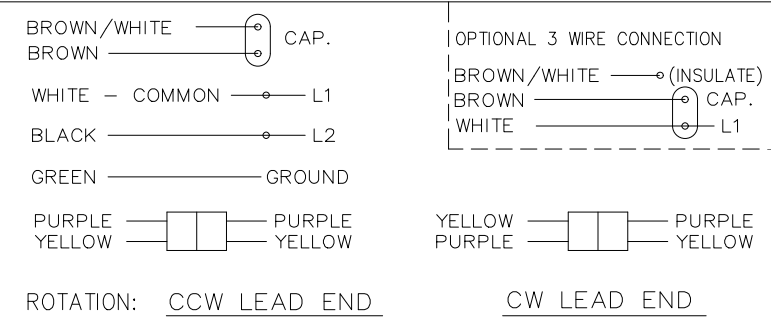 BROWN/WHITE
BROWN
CAP.
WHITE - COMMON L1
BLACK L2
GREEN GROUND
OPTIONAL 3 WIRE CONNECTION
BROWN/WHITE (INSULATE)
BROWN CAP.
WHITE L1
PURPLE PURPLE
YELLOW YELLOW
YELLOW PURPLE
PURPLE YELLOW
ROTATION: CCW LEAD END
CW LEAD END